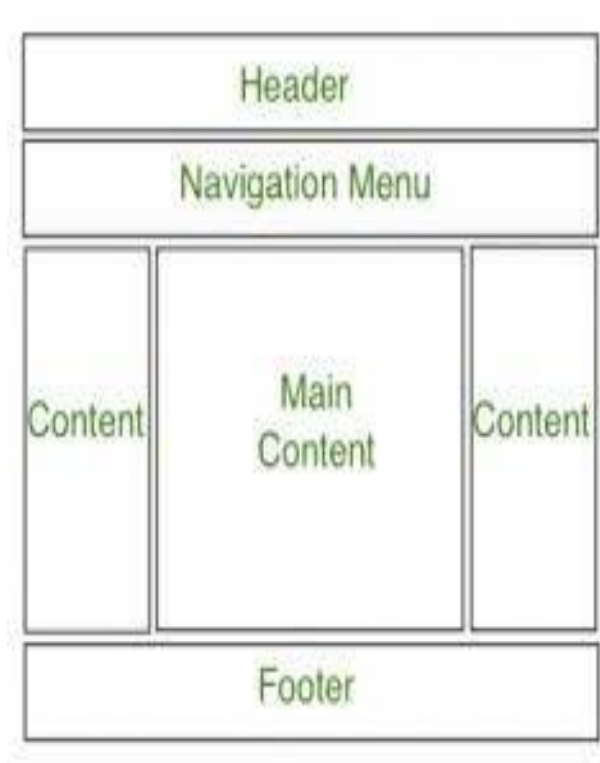 Header
Navigation Menu
Content
Main
Content
Content
Footer